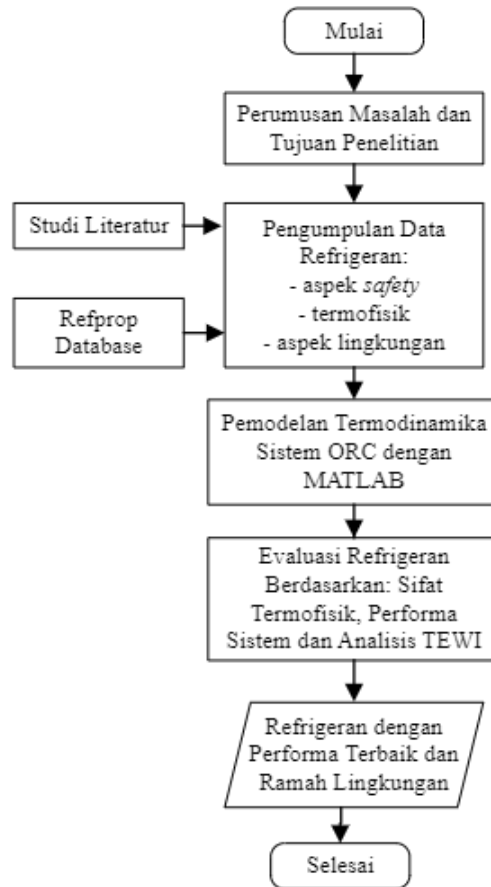 Mulai
Perumusan Masalah dan
Tujuan Penelitian
Studi Literatur
Pengumpulan Data
Refrigeran:
- aspek safety
- termofisik
- aspek lingkungan
Refprop
Database
Pemodelan Termodinamika
Sistem ORC dengan
MATLAB
Evaluasi Refrigeran
Berdasarkan: Sifat
Termofisik, Performa
Sistem dan Analisis TEWI
Refrigeran dengan
Performa Terbaik dan
Ramah Lingkungan
Selesai